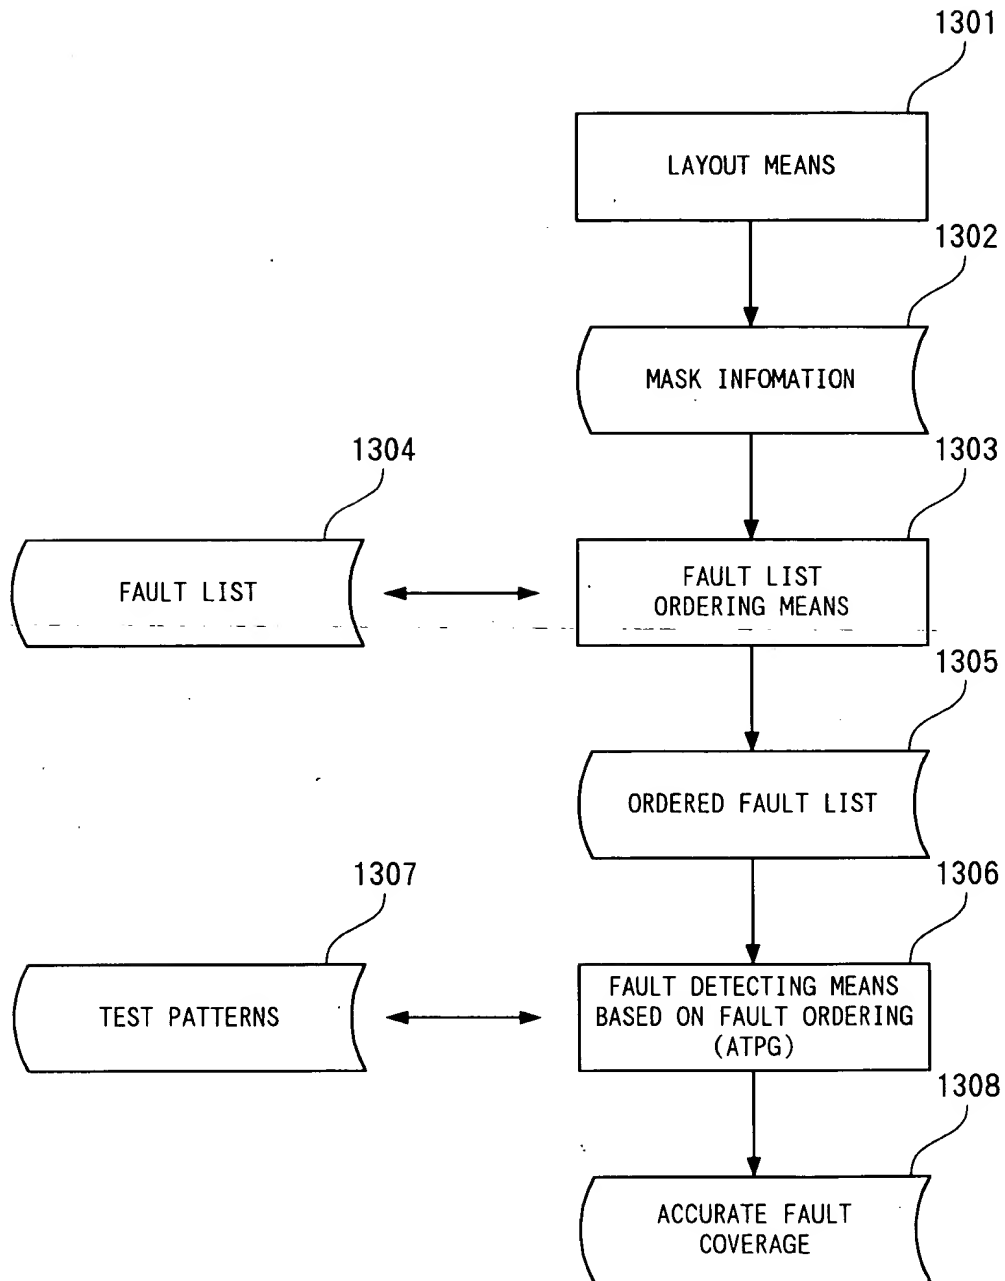 1301
LAYOUT MEANS
1302
MASK INFOMATION
1304
1303
FAULT LIST
FAULT LIST
ORDERING MEANS
1305
ORDERED FAULT LIST
1307
1306
TEST PATTERNS
FAULT DETECTING MEANS
BASED ON FAULT ORDERING
(ATPG)
1308
ACCURATE FAULT
COVERAGE